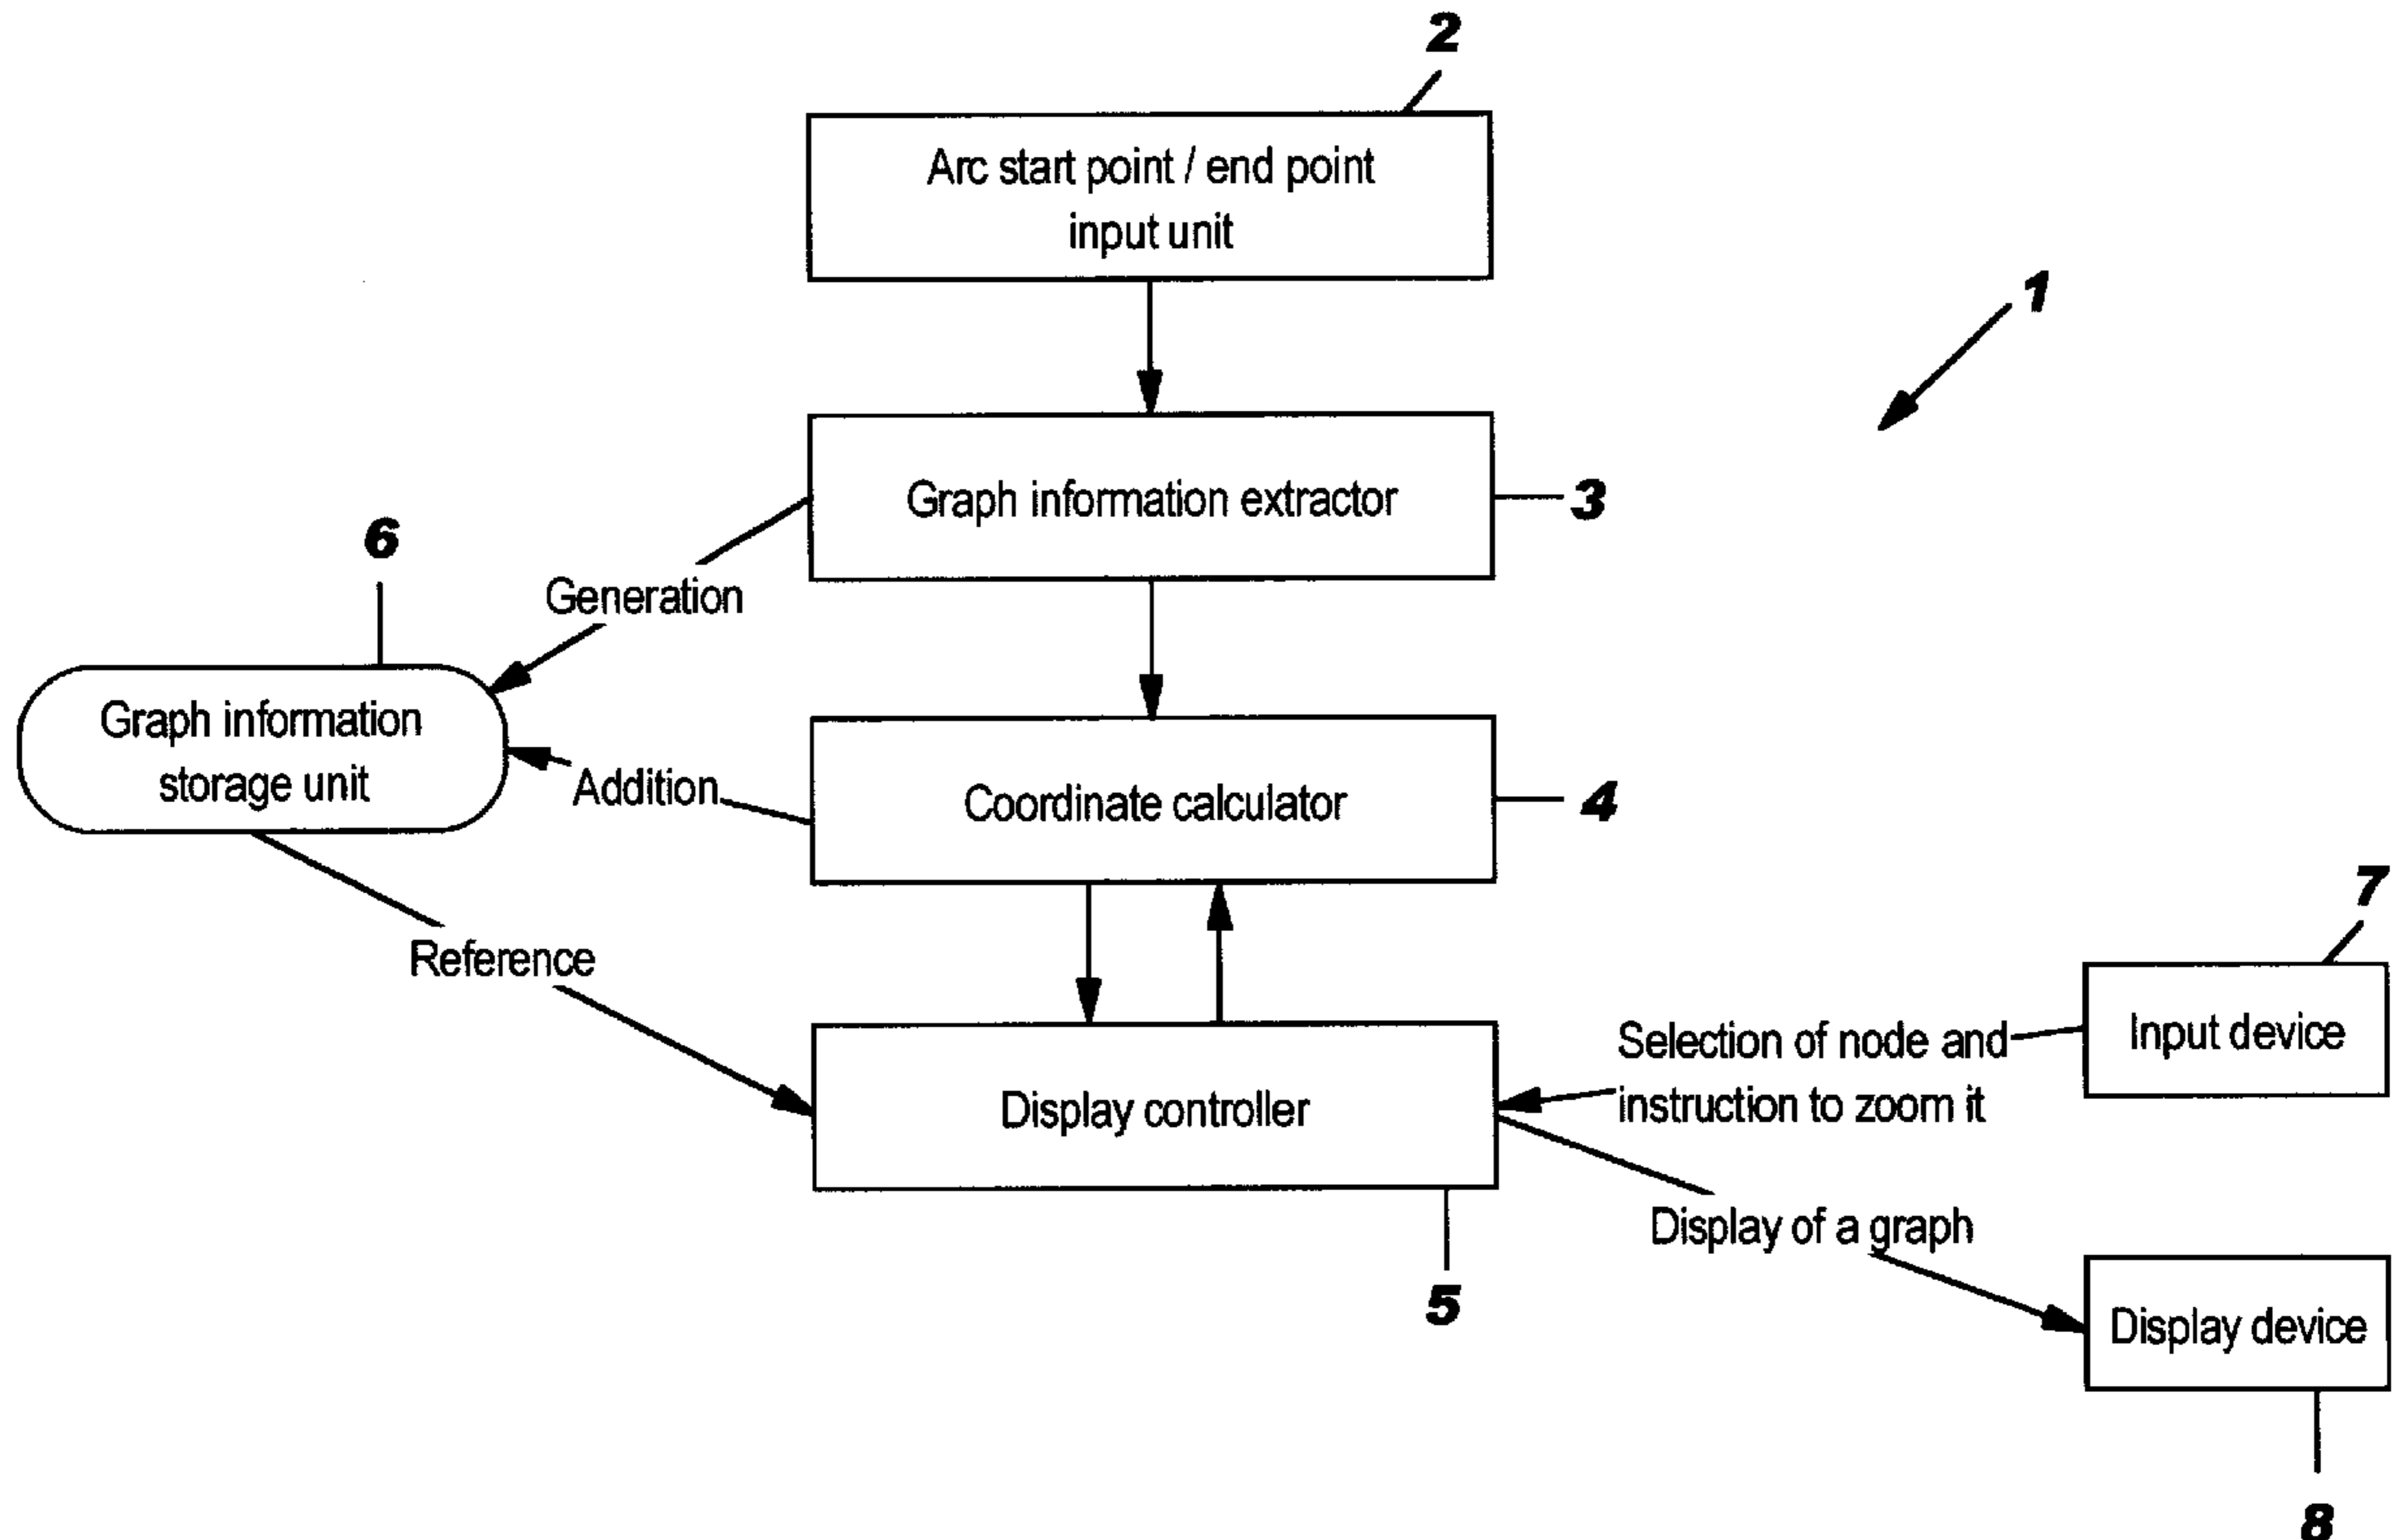 2
Arc start point / end point
input unit
1
Graph information extractor
3
6
Generation
Graph information
storage unit
Addition
Coordinate calculator
4
7
Reference
Selection of node and
instruction to zoom it
Input device
Display controller
Display of a graph
5
Display device
8